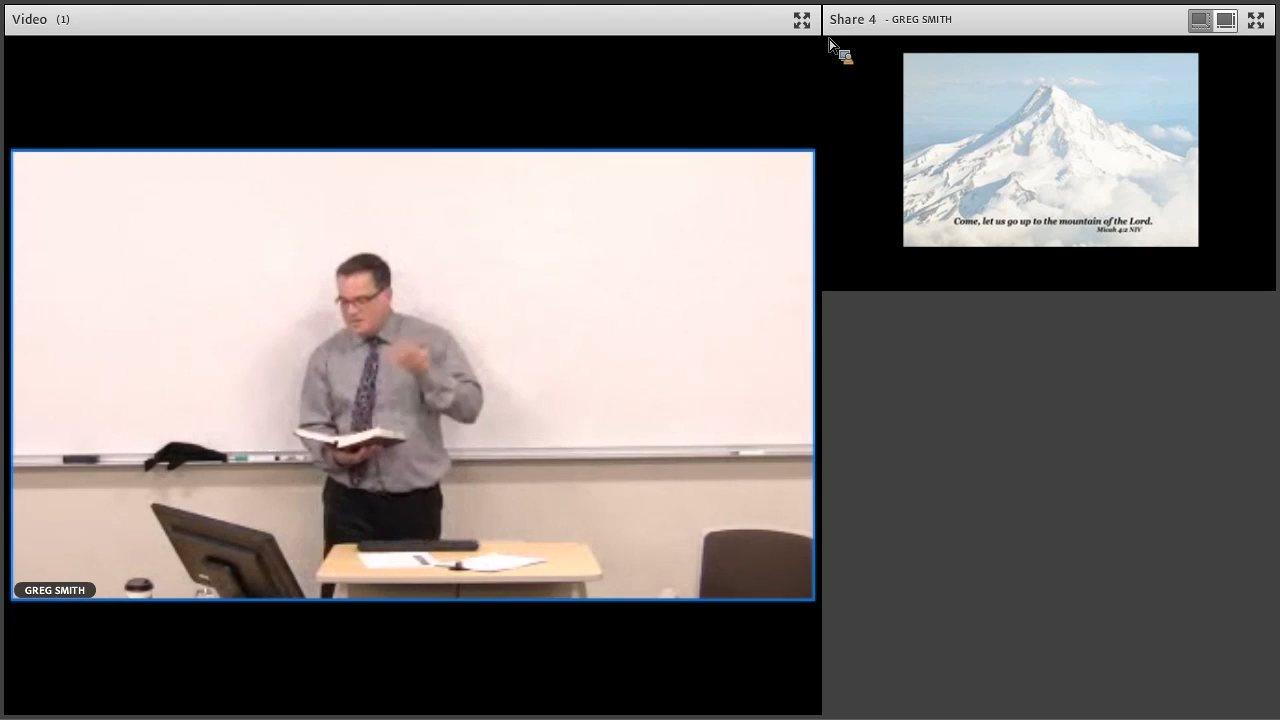 Video (1)
Share 4 - GREG SMITH
Come, let us go up to the mountain of the Lord.
Micah 4:2 NIV
GREG SMITH